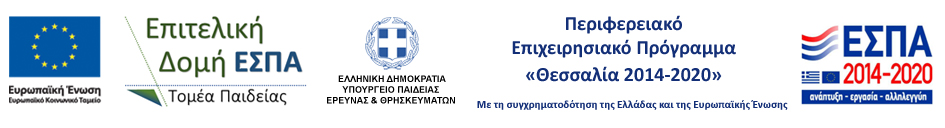 Ευρωπαϊκή Ένωση
Ευρωπαϊκό Κοινωνικό Ταμείο
Επιτελική
Δομή ΕΣΠΑ
Τομέα Παιδείας
ΕΛΛΗΝΙΚΗ ΔΗΜΟΚΡΑΤΙΑ
ΥΠΟΥΡΓΕΙΟ ΠΑΙΔΕΙΑΣ
ΕΡΕΥΝΑΣ & ΘΡΗΣΚΕΥΜΑΤΩΝ
Περιφερειακό
Επιχειρησιακό Πρόγραμμα
«Θεσσαλία 2014-2020»
Με τη συγχρηματοδότηση της Ελλάδας και της Ευρωπαϊκής Ένωσης
ΕΣΠΑ
2014-2020
ανάπτυξη - εργασία - αλληλεγγύη